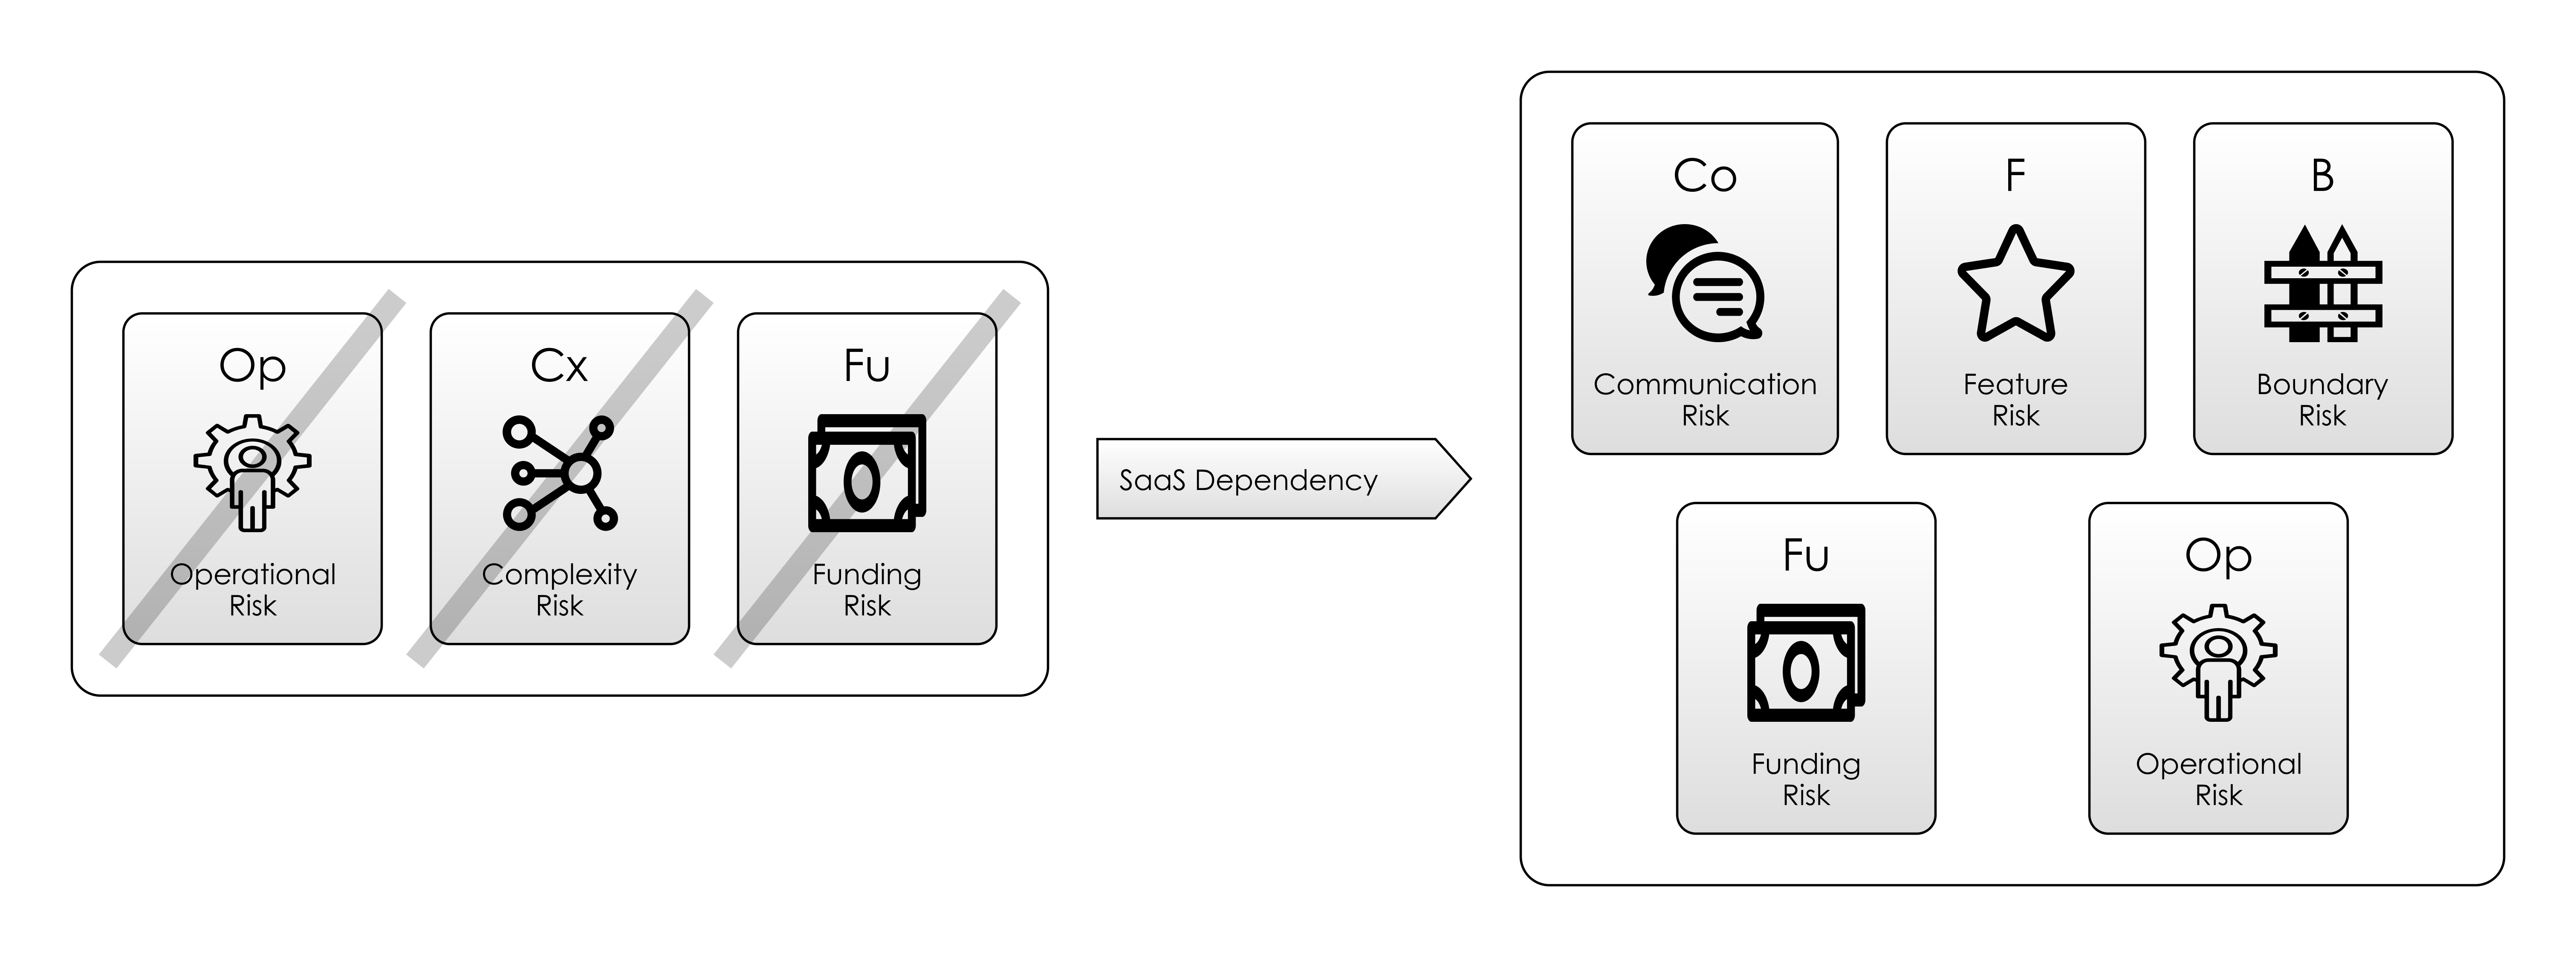 Op
Operational
Risk
Cx
Complexity
Risk
Fu
Funding
Risk
SaaS Dependency
Co
Communication
Risk
F
Feature
Risk
B
Boundary
Risk
Fu
Funding
Risk
Op
Operational
Risk